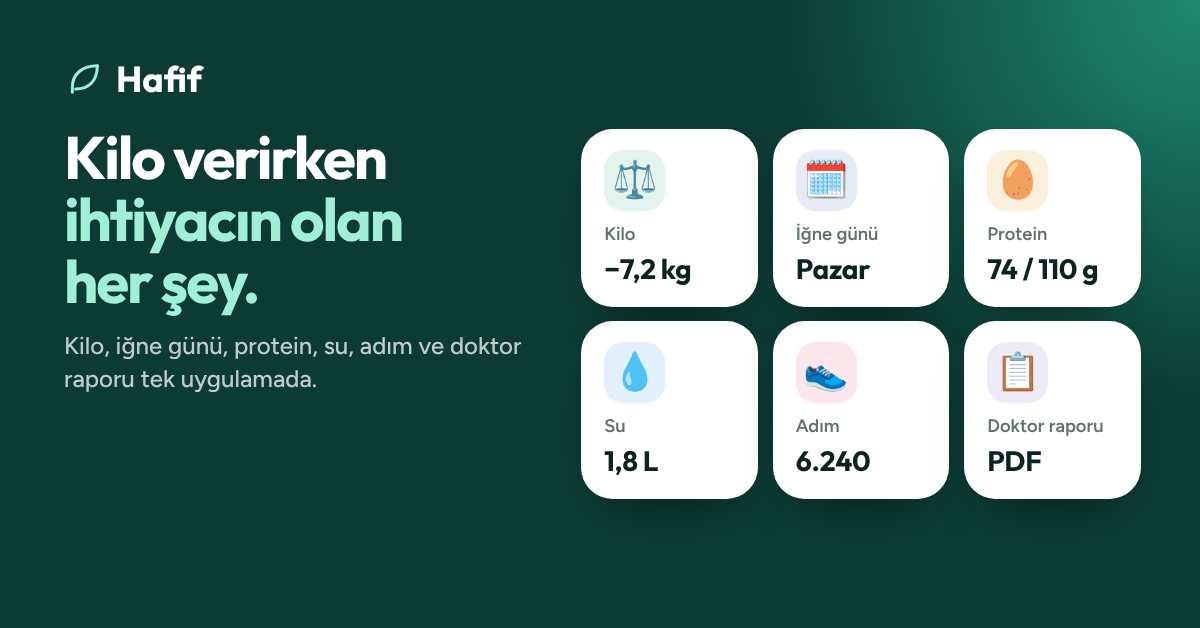 Hafif
Kilo verirken
ihtiyacın olan
her şey.
Kilo, iğne günü, protein, su, adım ve doktor
raporu tek uygulamada.
Kilo
−7,2 kg
İğne günü
Pazar
Protein
74 / 110 g
Su
1,8 L
Adım
6.240
Doktor raporu
PDF